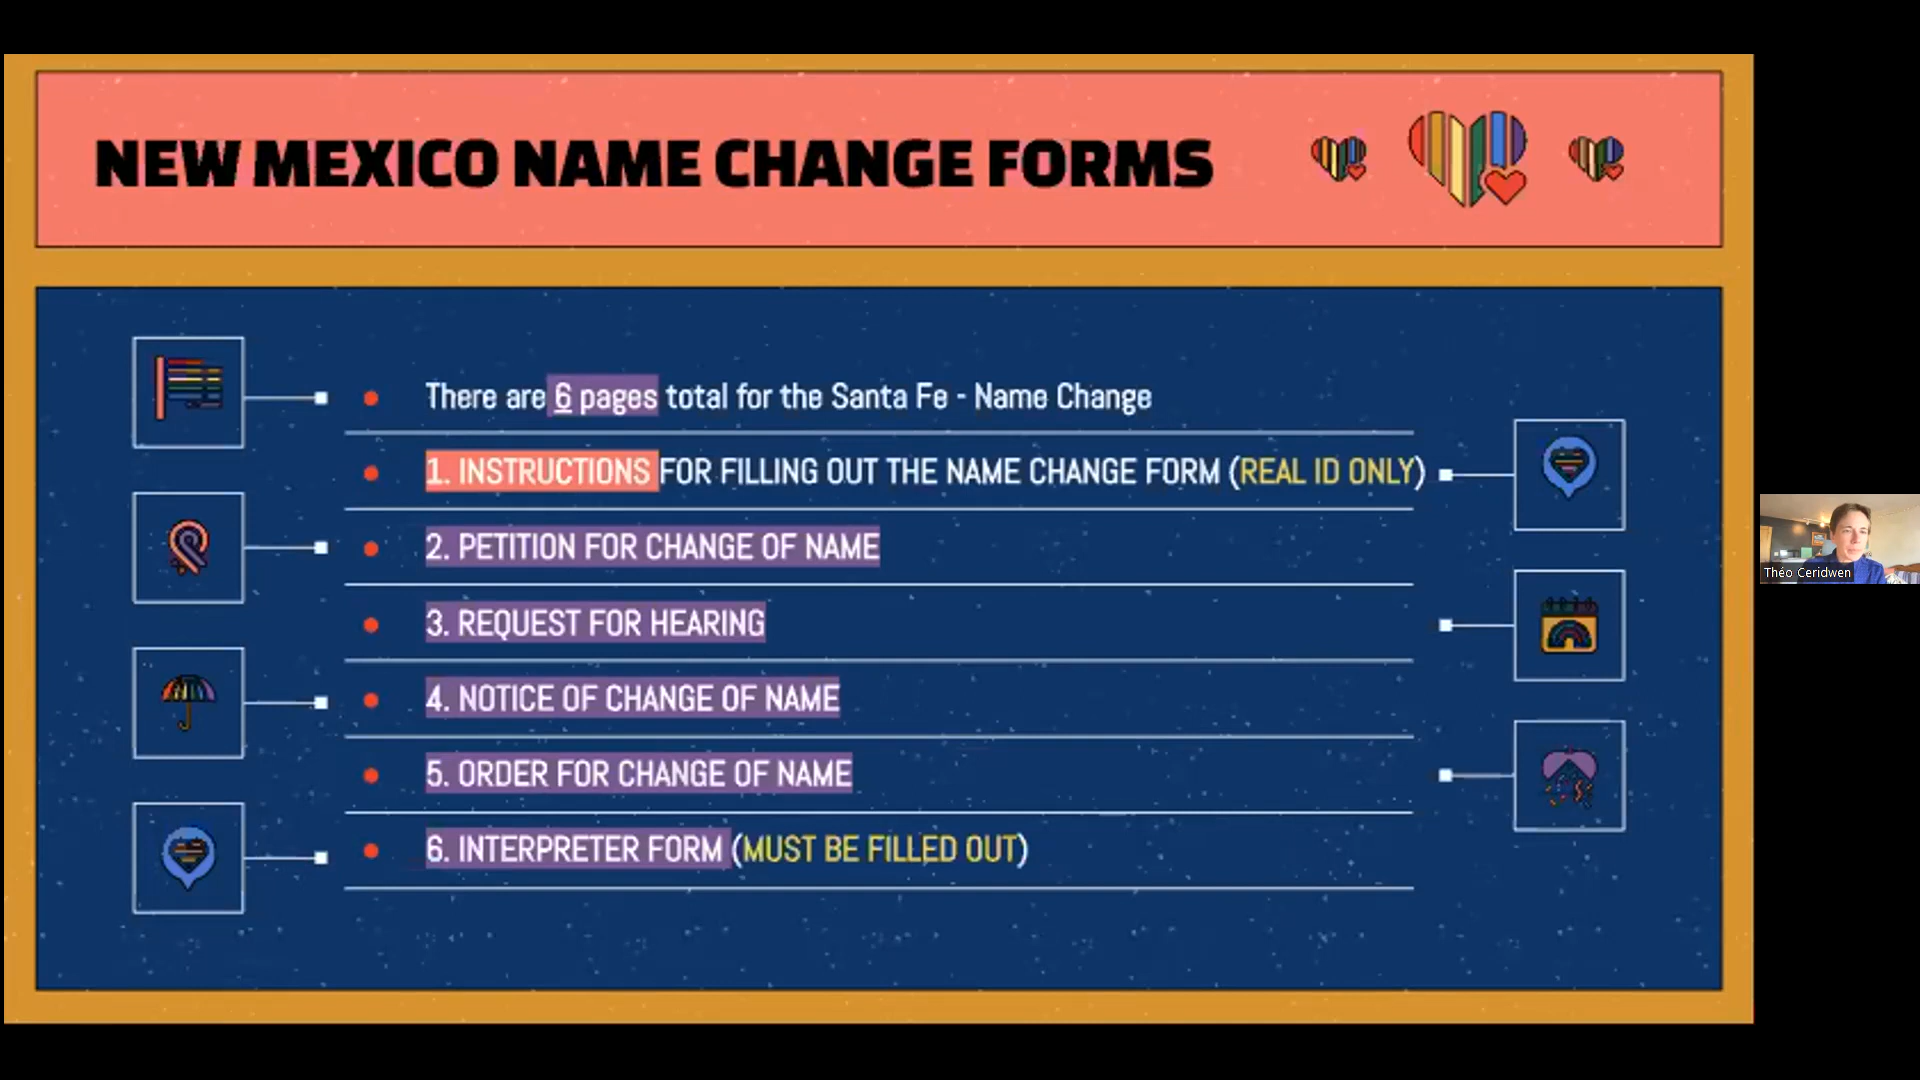 NEW MEXICO NAME CHANGE FORMS
There are 6 pages total for the Santa Fe - Name Change
1. INSTRUCTIONS FOR FILLING OUT THE NAME CHANGE FORM (REAL ID ONLY)
2. PETITION FOR CHANGE OF NAME
3. REQUEST FOR HEARING
4. NOTICE OF CHANGE OF NAME
5. ORDER FOR CHANGE OF NAME
6. INTERPRETER FORM (MUST BE FILLED OUT)
Théo Ceridwen